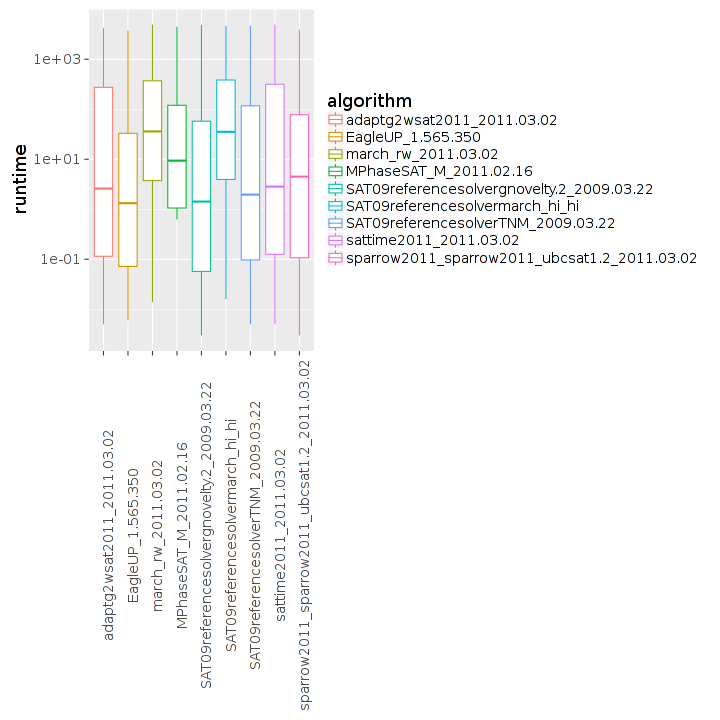 1e+03
1e+01
1e-01
runtime
algorithm
adaptg2wsat2011_2011.03.02
EagleUP_1.565.350
march_rw_2011.03.02
MPhaseSAT_M_2011.02.16
SAT09referencesolvergnovelty.2_2009.03.22
SAT09referencesolvermarch_hi_hi
SAT09referencesolverTNM_2009.03.22
sattime2011_2011.03.02
sparrow2011_sparrow2011_ubcsat1.2_2011.03.02
adaptg2wsat2011_2011.03.02
EagleUP_1.565.350
march_rw_2011.03.02
MPhaseSAT_M_2011.02.16
SAT09referencesolvergnovelty.2_2009.03.22
SAT09referencesolvermarch_hi_hi
SAT09referencesolverTNM_2009.03.22
sattime2011_2011.03.02
sparrow2011_sparrow2011_ubcsat1.2_2011.03.02